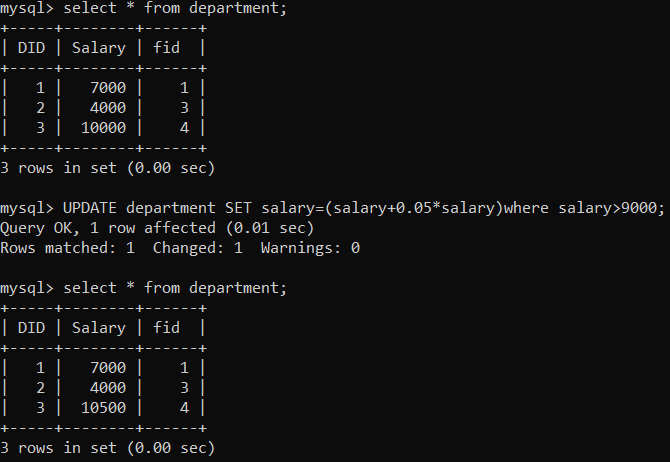 mysql> select * from department;
+-----+--------+------+
| DID | Salary | fid  |
+-----+--------+------+
|   1 |   7000 |    1 |
|   2 |   4000 |    3 |
|   3 |  10000 |    4 |
+-----+--------+------+
3 rows in set (0.00 sec)

mysql> UPDATE department SET salary=(salary+0.05*salary)where salary>9000;
Query OK, 1 row affected (0.01 sec)
Rows matched: 1  Changed: 1  Warnings: 0

mysql> select * from department;
+-----+--------+------+
| DID | Salary | fid  |
+-----+--------+------+
|   1 |   7000 |    1 |
|   2 |   4000 |    3 |
|   3 |  10500 |    4 |
+-----+--------+------+
3 rows in set (0.00 sec)